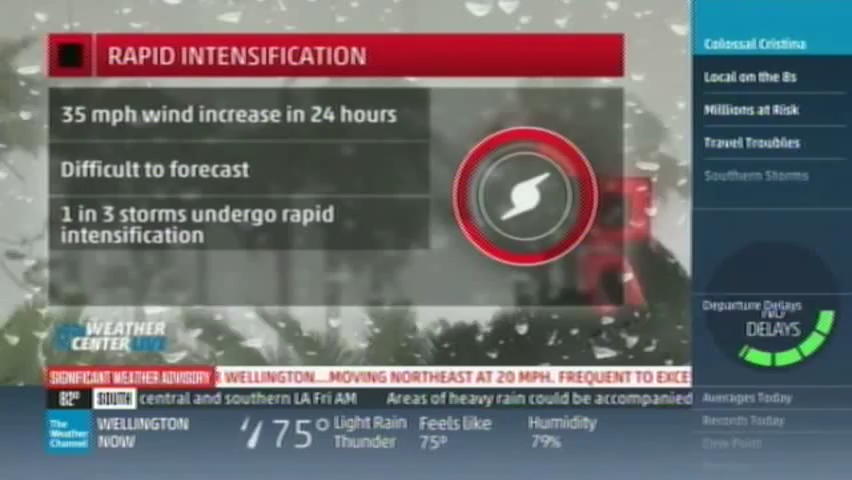 RAPID INTENSIFICATION
35 mph wind increase in 24 hours
Difficult to forecast
1 in 3 storms undergo rapid
intensification
WEATHER
CENTER LIVE
Colossal Cristina
Local on the 8s
Millions at Risk
Travel Troubles
Southern Storms
Departure Delays
NO
DELAYS
Averages Today
Records Today
Dew Point
SIGNIFICANT WEATHER ADVISORY
R WELLINGTON...MOVING NORTHEAST AT 20 MPH. FREQUENT TO EXCE
82° SOUTH central and southern LA Fri AM Areas of heavy rain could be accompanied
The
Weather
Channel
WELLINGTON
NOW
75°
Light Rain
Thunder
Feels like
75°
Humidity
79%